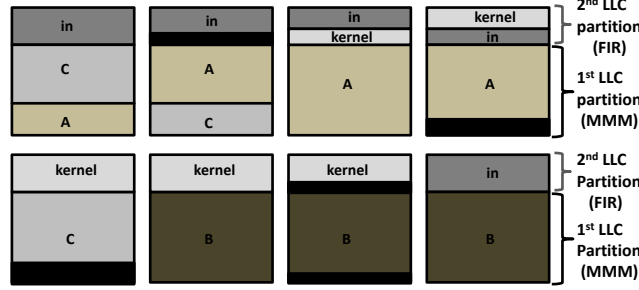 in
C
A
in
A
C
in
kernel
A
kernel
in
A
2nd LLC
partition
(FIR)
1st LLC
partition
(MMM)
kernel
C
kernel
B
kernel
B
in
B
2nd LLC
Partition
(FIR)
1st LLC
Partition
(MMM)